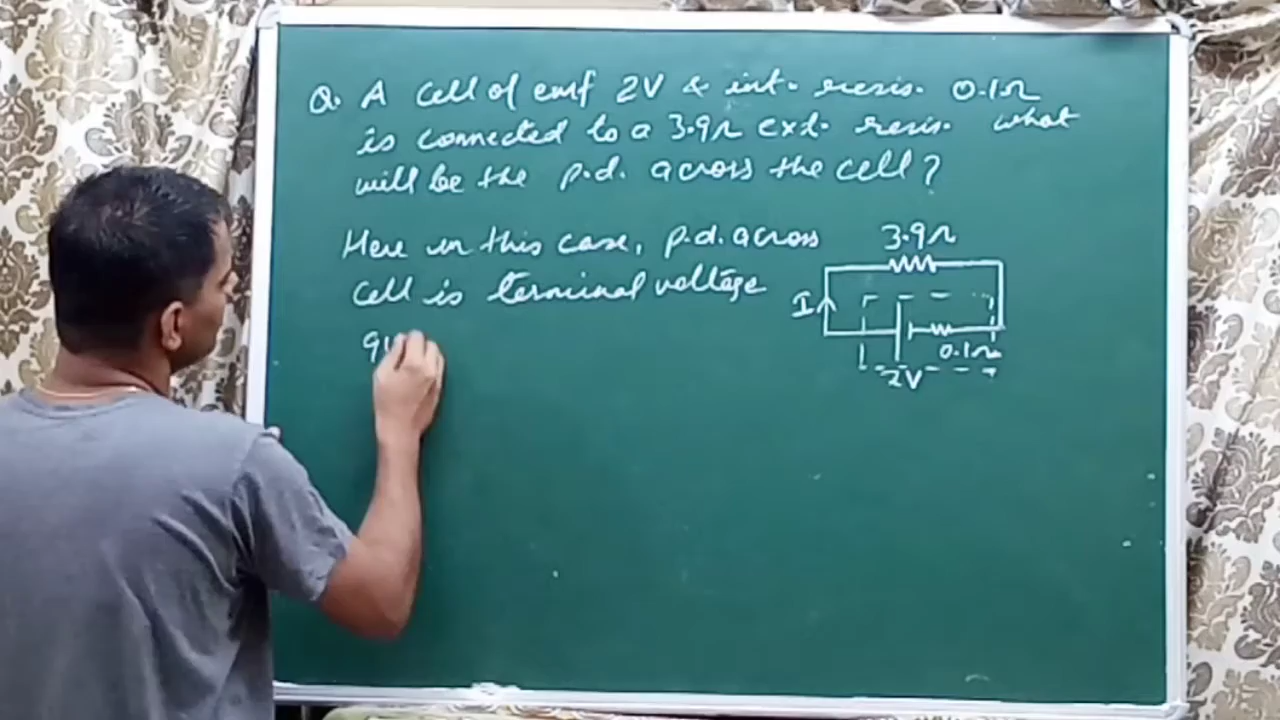 Q. A cell of emf 2V & int. resis. 0.1Ω
is connected to a 3.9Ω ext. resis. what
will be the p.d. across the cell?
Here in this case, p.d. across
cell is terminal voltage
3.9Ω
I
0.1Ω
2V